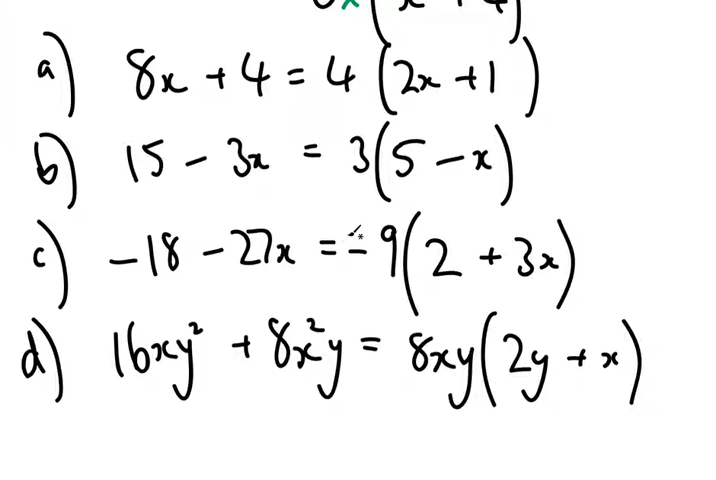 a) 8x + 4 = 4(2x + 1)
b) 15 - 3x = 3(5 - x)
c) -18 - 27x = -9(2 + 3x)
d) 16xy² + 8x²y = 8xy(2y + x)